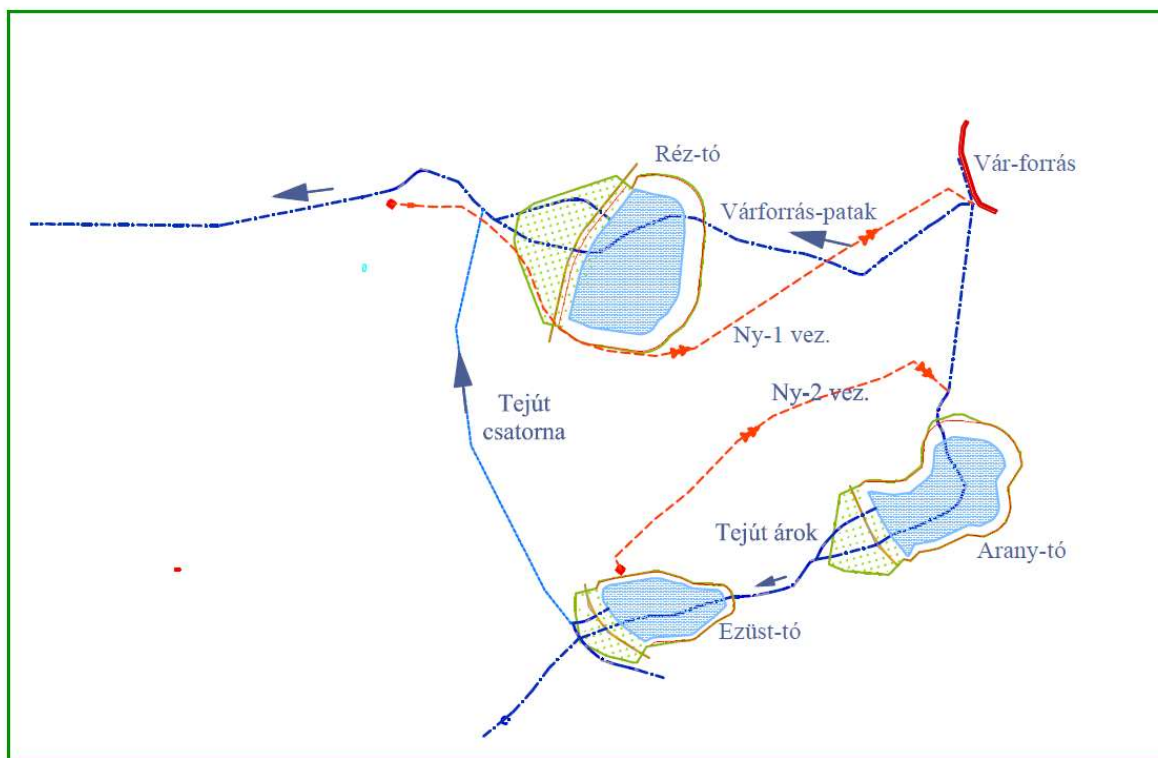 Réz-tó
Vár-forrás
Várforrás-patak
Ny-1 vez.
Ny-2 vez.
Tejút
csatorna
Tejút árok
Arany-tó
Ezüst-tó